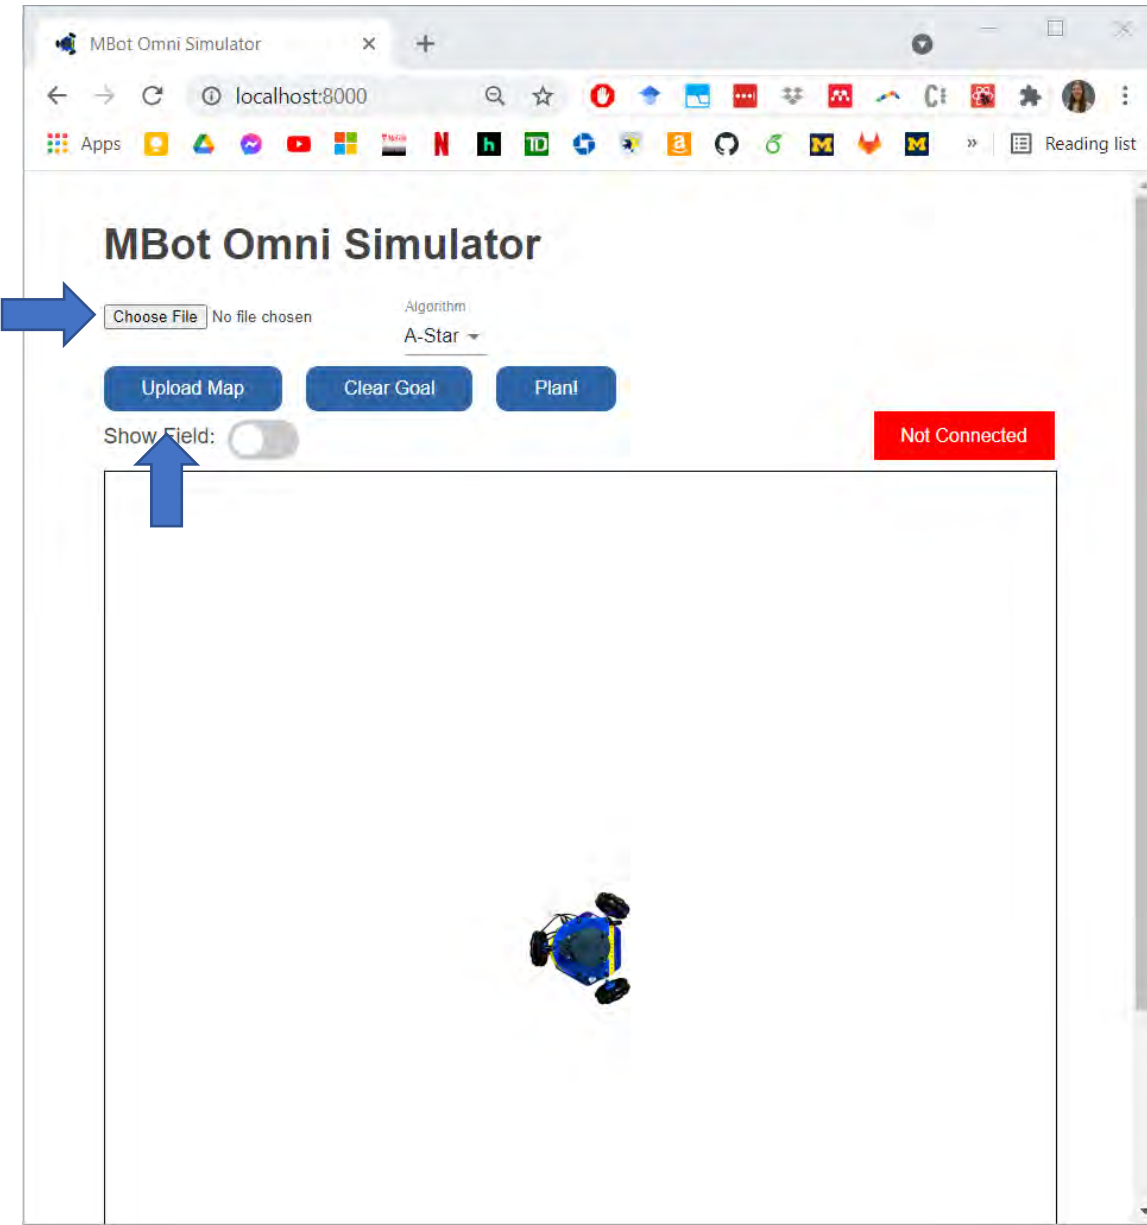 MBot Omni Simulator
localhost:8000
Apps
N
h
TD
a
M
M
»
Reading list
MBot Omni Simulator
Choose File No file chosen
Algorithm
A-Star
Upload Map
Clear Goal
Plan!
Show Field:
Not Connected